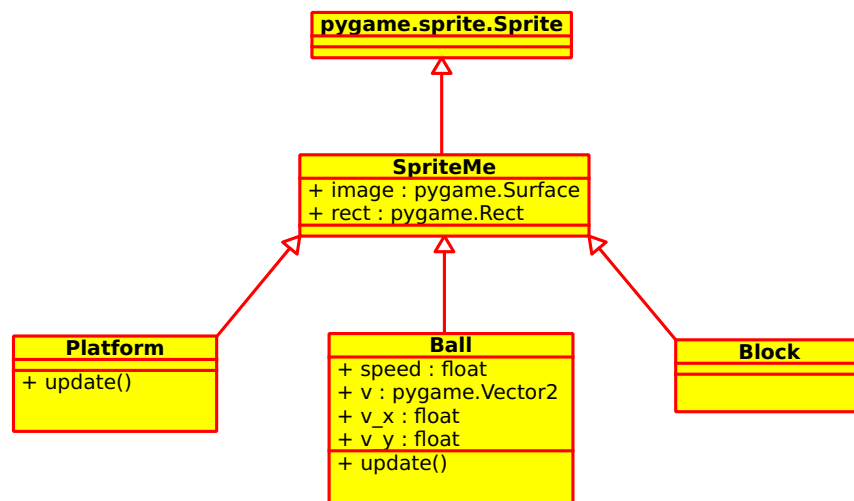 pygame.sprite.Sprite
SpriteMe
+ image : pygame.Surface
+ rect : pygame.Rect
Platform
+ update()
Ball
+ speed : float
+ v : pygame.Vector2
+ v_x : float
+ v_y : float
+ update()
Block